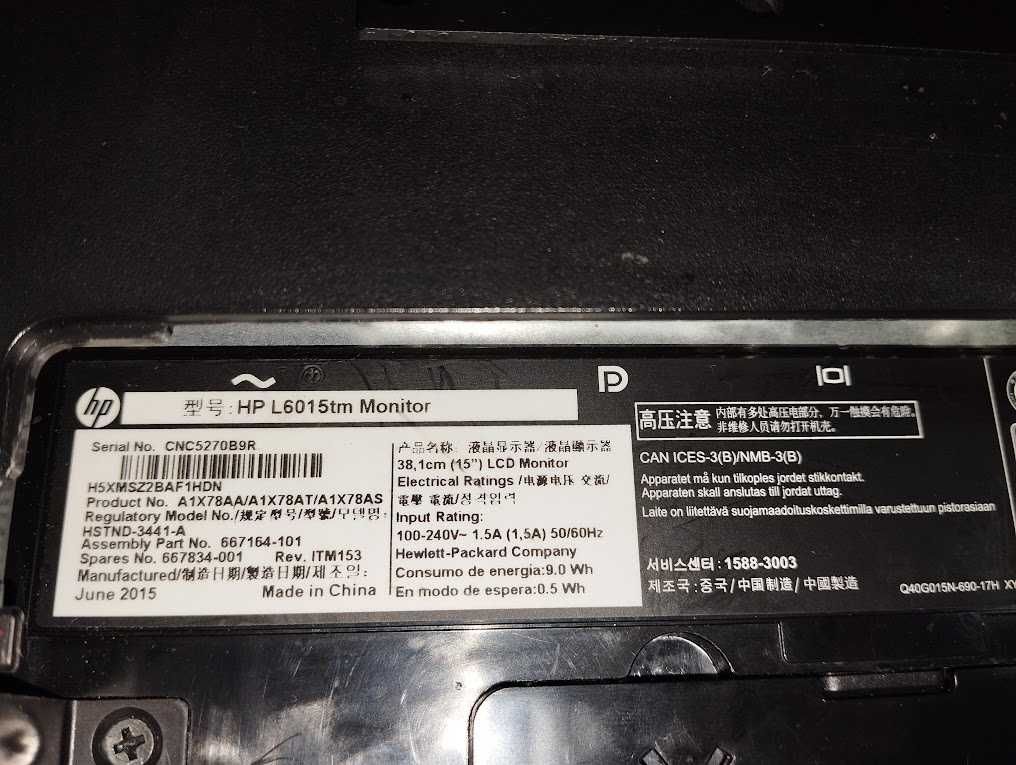 hp
型号: HP L6015tm Monitor
Serial No. CNC5270B9R
H5XMSZ2BAF1HDN
Product No. A1X78AA/A1X78AT/A1X78AS
Regulatory Model No./规定型号/型號/모델명:
HSTND-3441-A
Assembly Part No. 667164-101
Spares No. 667834-001 Rev. ITM153
Manufactured/制造日期/製造日期/제조일:
June 2015 Made in China
产品名称: 液晶显示器/液晶顯示器
38,1cm (15") LCD Monitor
Electrical Ratings /电源电压 交流/
電壓 電流/정격입력
Input Rating:
100-240V~ 1.5A (1,5A) 50/60Hz
Hewlett-Packard Company
Consumo de energia:9.0 Wh
En modo de espera:0.5 Wh
高压注意 内部有多处高压电部分，万一触摸会有危险。
非维修人员请勿打开机壳。
CAN ICES-3(B)/NMB-3(B)
Apparatet må kun tilkoples jordet stikkontakt.
Apparaten skall anslutas till jordat uttag.
Laite on liitettävä suojamaadoituskoskettimilla varustettuun pistorasiaan
서비스센터 : 1588-3003
제조국 : 중국 / 中国制造 / 中國製造
Q40G015N-690-17H XY